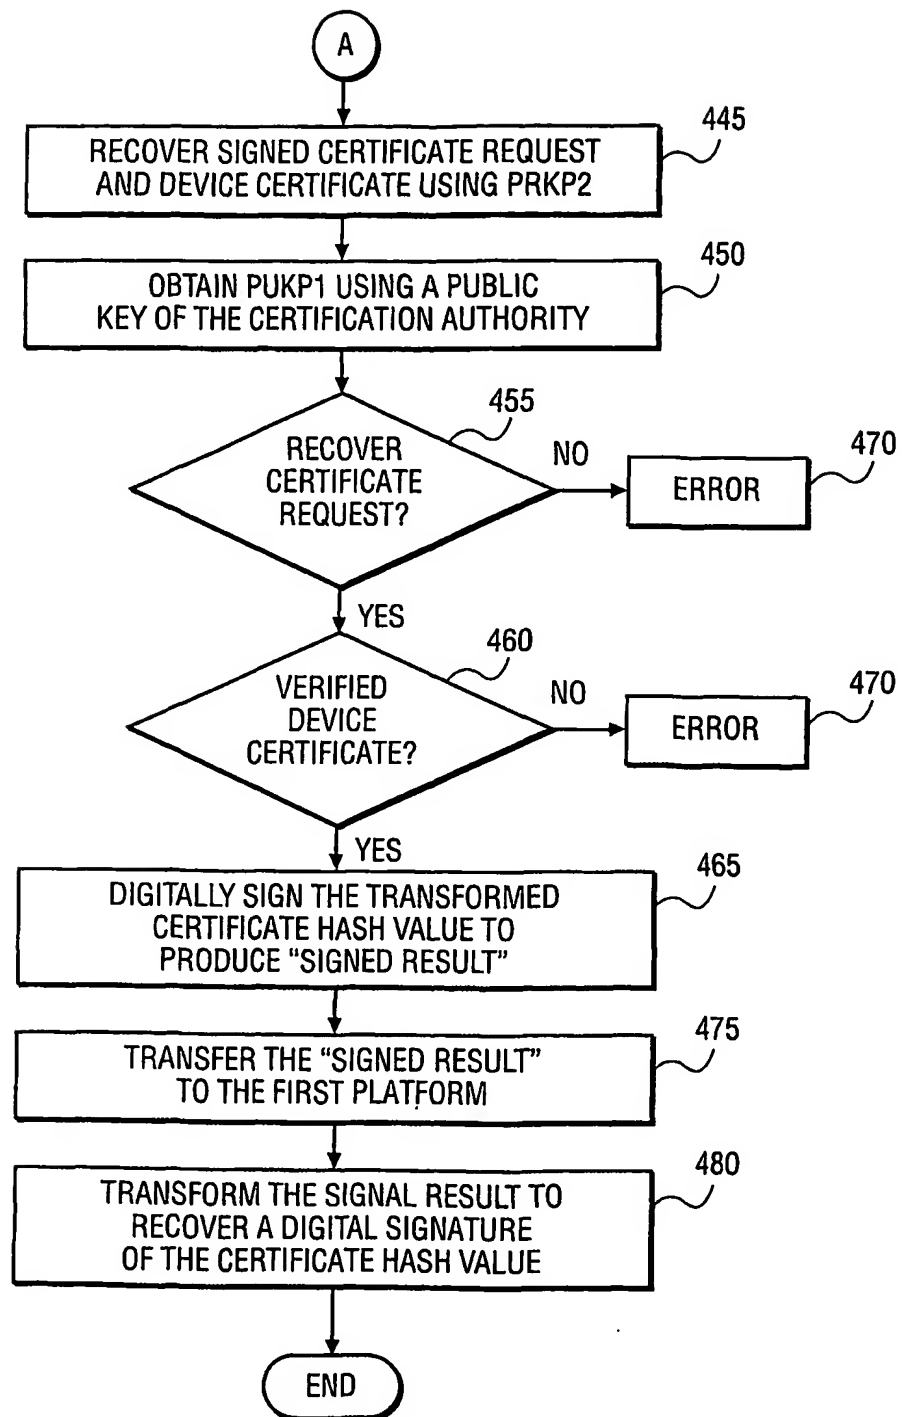 A
445
RECOVER SIGNED CERTIFICATE REQUEST
AND DEVICE CERTIFICATE USING PRKP2
450
OBTAIN PUKP1 USING A PUBLIC
KEY OF THE CERTIFICATION AUTHORITY
455
RECOVER
CERTIFICATE
REQUEST?
NO
470
ERROR
YES
460
VERIFIED
DEVICE
CERTIFICATE?
NO
470
ERROR
YES
465
DIGITALLY SIGN THE TRANSFORMED
CERTIFICATE HASH VALUE TO
PRODUCE “SIGNED RESULT”
475
TRANSFER THE “SIGNED RESULT”
TO THE FIRST PLATFORM
480
TRANSFORM THE SIGNAL RESULT TO
RECOVER A DIGITAL SIGNATURE
OF THE CERTIFICATE HASH VALUE
END